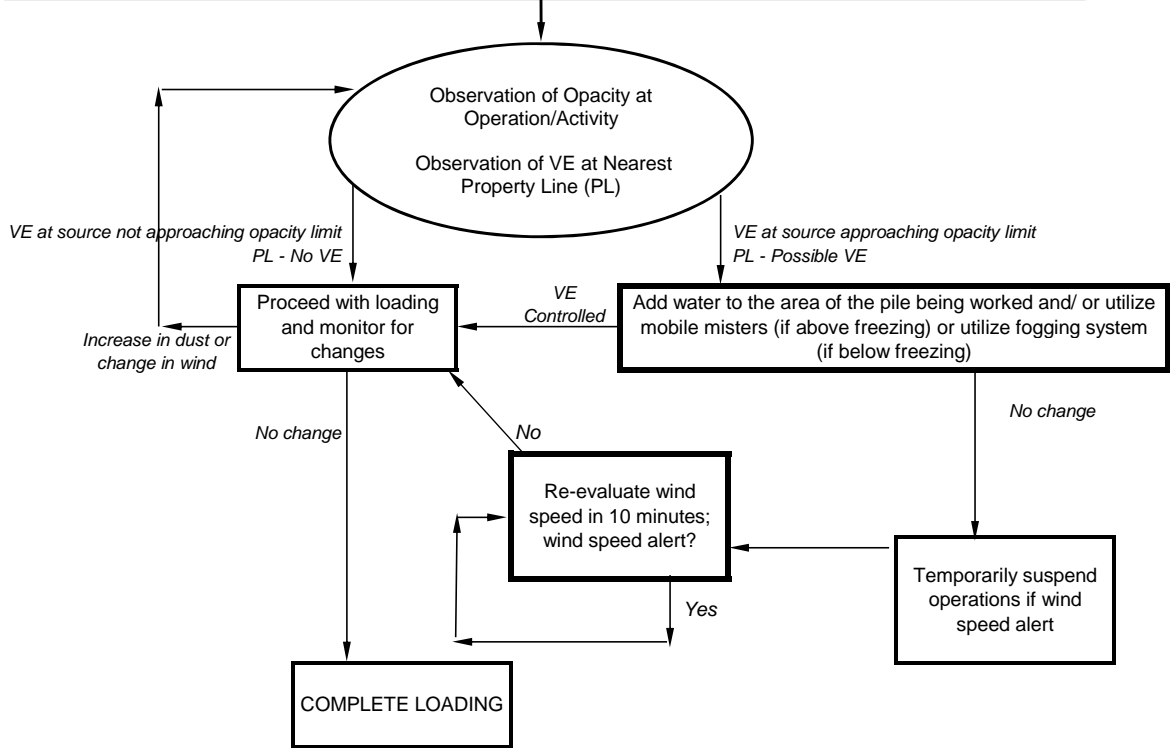 Observation of Opacity at
Operation/Activity
Observation of VE at Nearest
Property Line (PL)
VE at source not approaching opacity limit
PL - No VE
VE at source approaching opacity limit
PL - Possible VE
Proceed with loading
and monitor for
changes
VE
Controlled
Add water to the area of the pile being worked and/ or utilize
mobile misters (if above freezing) or utilize fogging system
(if below freezing)
Increase in dust or
change in wind
No change
No
No change
Re-evaluate wind
speed in 10 minutes;
wind speed alert?
Yes
Temporarily suspend
operations if wind
speed alert
COMPLETE LOADING